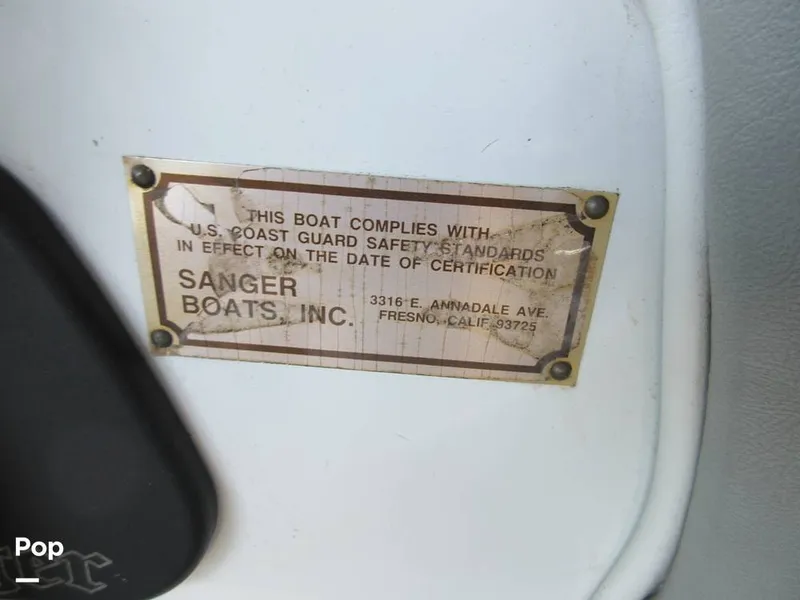 THIS BOAT COMPLIES WITH
U.S. COAST GUARD SAFETY STANDARDS
IN EFFECT ON THE DATE OF CERTIFICATION
SANGER
BOATS, INC.
3316 E. ANNADALE AVE.
FRESNO, CALIF. 93725
Pop